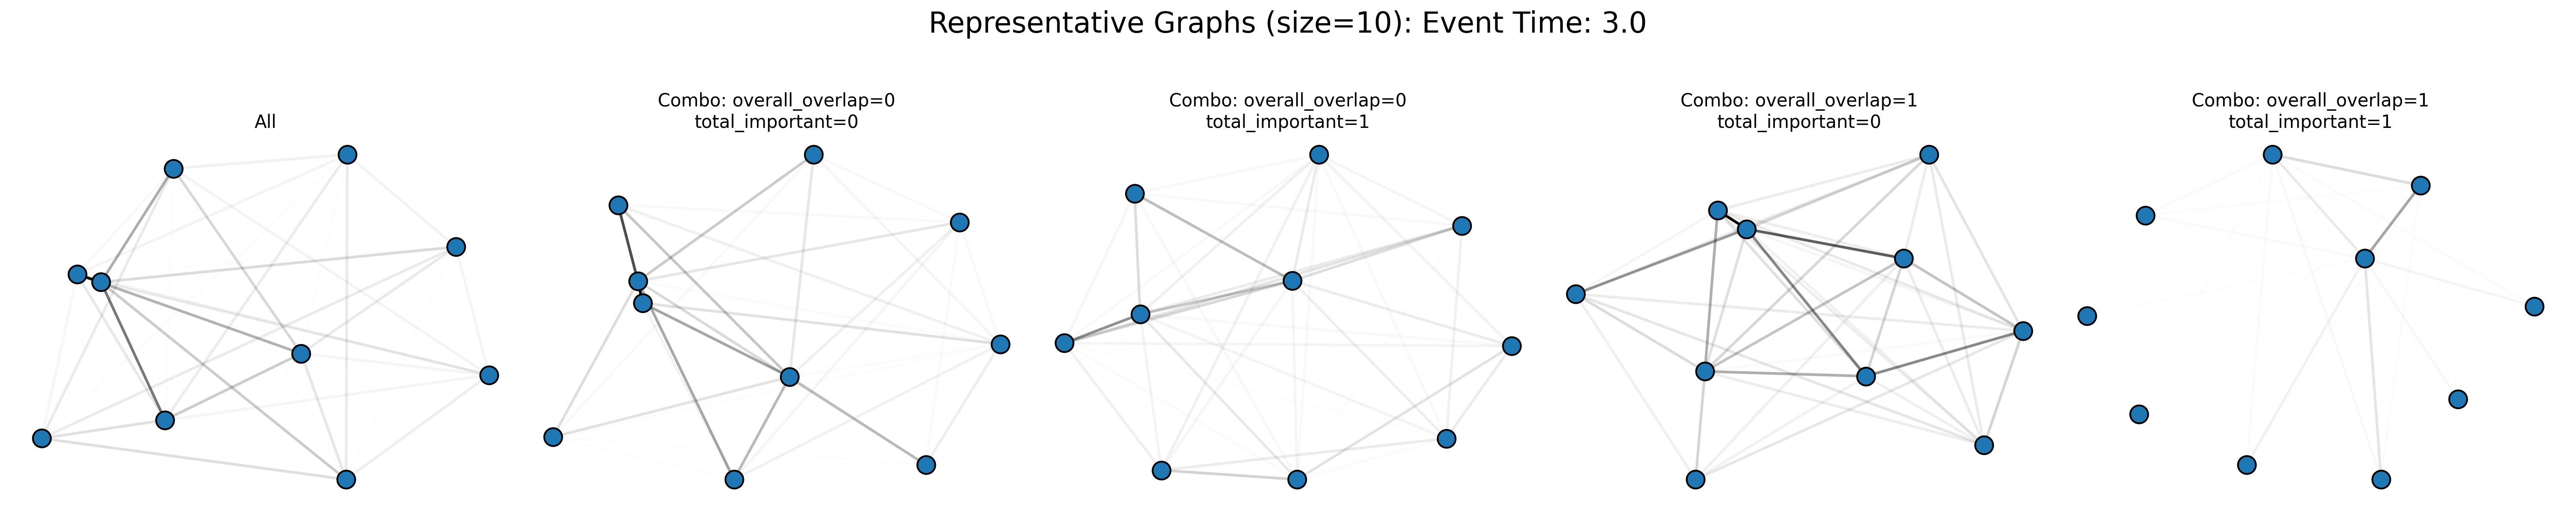 Representative Graphs (size=10): Event Time: 3.0
All
Combo: overall_overlap=0
total_important=0
Combo: overall_overlap=0
total_important=1
Combo: overall_overlap=1
total_important=0
Combo: overall_overlap=1
total_important=1